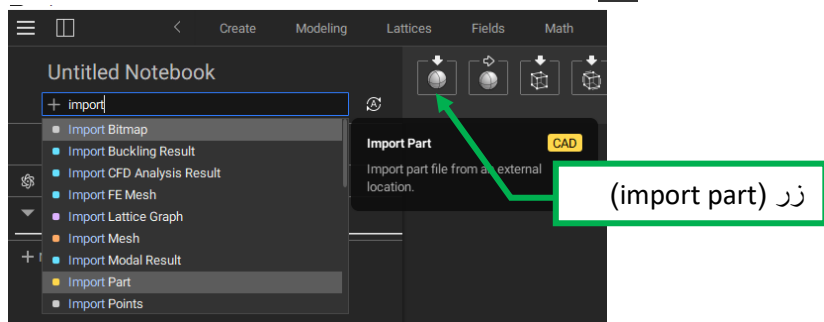 Create Modeling Lattices Fields Math
Untitled Notebook
import
Import Bitmap
Import Buckling Result
Import CFD Analysis Result
Import FE Mesh
Import Lattice Graph
Import Mesh
Import Modal Result
Import Part
Import Points
Import Part CAD
Import part file from an external
location.
زر (import part)